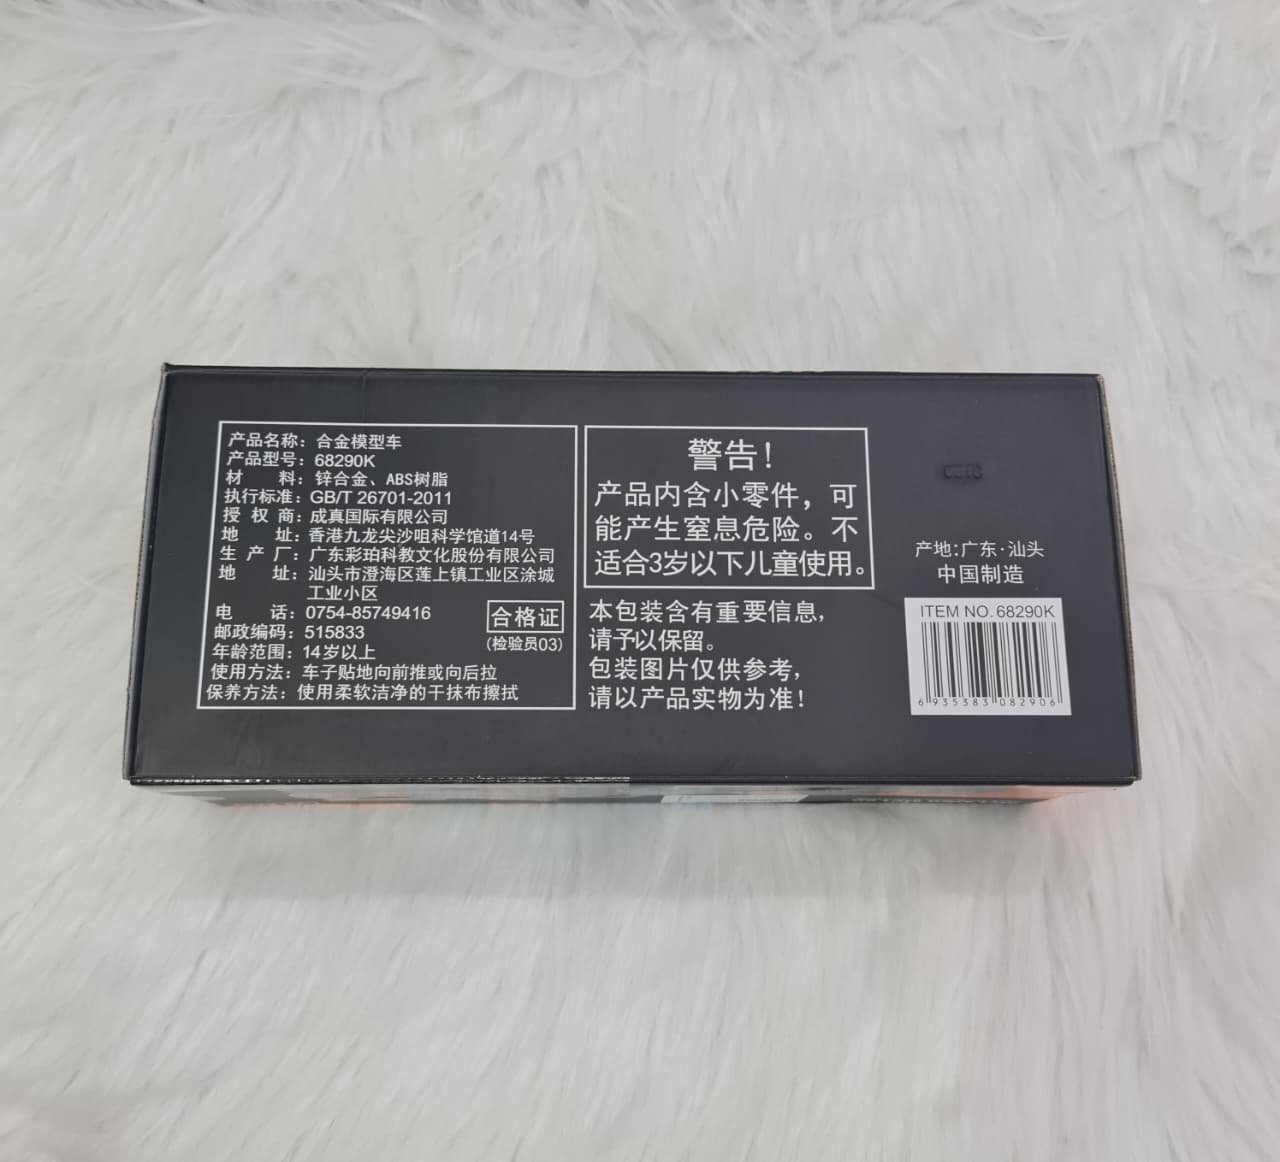 产品名称：合金模型车
产品型号：68290K
材　　料：锌合金、ABS树脂
执行标准：GB/T 26701-2011
授 权 商：成真国际有限公司
地　　址：香港九龙尖沙咀科学馆道14号
生 产 厂：广东彩珀科教文化股份有限公司
地　　址：汕头市澄海区莲上镇工业区涂城
工业小区
电　　话：0754-85749416
邮政编码：515833
年龄范围：14岁以上
使用方法：车子贴地向前推或向后拉
保养方法：使用柔软洁净的干抹布擦拭
合格证
(检验员03)
警告！
产品内含小零件，可
能产生窒息危险。不
适合3岁以下儿童使用。
本包装含有重要信息，
请予以保留。
包装图片仅供参考，
请以产品实物为准！
产地：广东·汕头
中国制造
ITEM NO. 68290K
6 935383 082906